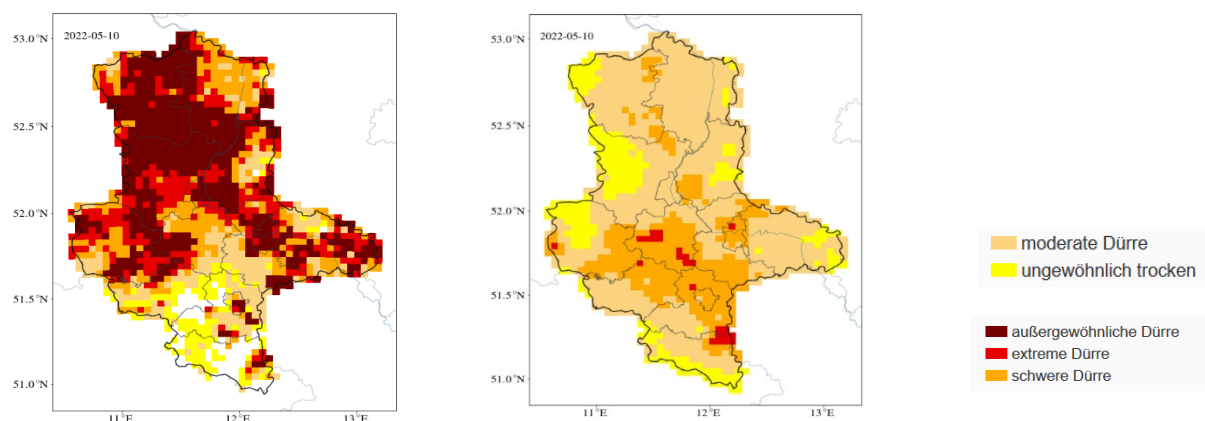 53.0°N
2022-05-10
52.5°N
52.0°N
51.5°N
51.0°N
11°E
12°E
13°E
53.0°N
2022-05-10
52.5°N
52.0°N
51.5°N
51.0°N
11°E
12°E
13°E
moderate Dürre
ungewöhnlich trocken
außergewöhnliche Dürre
extreme Dürre
schwere Dürre